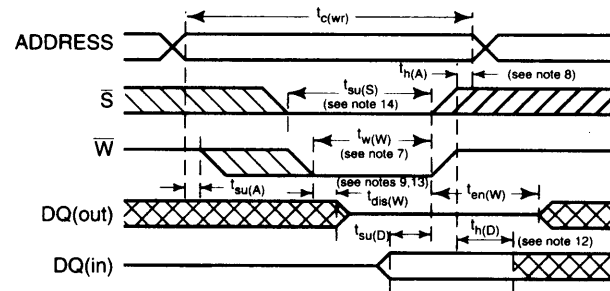 t_c(wr)
ADDRESS
t_h(A) (see note 8)
S̅ t_su(S)
(see note 14)
W̅ t_w(W)
(see note 7)
t_su(A) (see notes 9,13)
t_dis(W) t_en(W)
DQ(out)
t_su(D) t_h(D) (see note 12)
DQ(in)